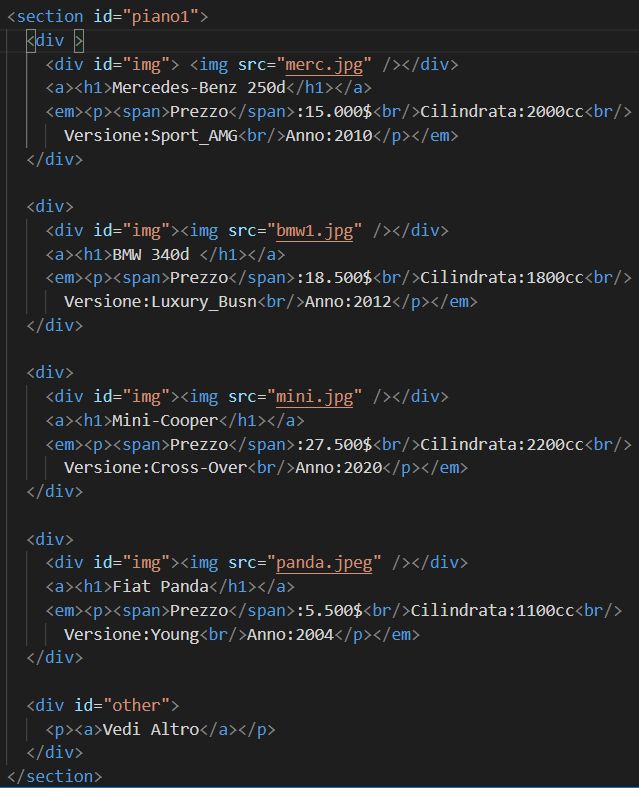 <section id="piano1">
<div >
<div id="img"> <img src="merc.jpg" /></div>
<a><h1>Mercedes-Benz 250d</h1></a>
<em><p><span>Prezzo</span>:15.000$<br/>Cilindrata:2000cc<br/>
Versione:Sport_AMG<br/>Anno:2010</p></em>
</div>
<div>
<div id="img"><img src="bmw1.jpg" /></div>
<a><h1>BMW 340d </h1></a>
<em><p><span>Prezzo</span>:18.500$<br/>Cilindrata:1800cc<br/>
Versione:Luxury_Busn<br/>Anno:2012</p></em>
</div>
<div>
<div id="img"><img src="mini.jpg" /></div>
<a><h1>Mini-Cooper</h1></a>
<em><p><span>Prezzo</span>:27.500$<br/>Cilindrata:2200cc<br/>
Versione:Cross-Over<br/>Anno:2020</p></em>
</div>
<div>
<div id="img"><img src="panda.jpeg" /></div>
<a><h1>Fiat Panda</h1></a>
<em><p><span>Prezzo</span>:5.500$<br/>Cilindrata:1100cc<br/>
Versione:Young<br/>Anno:2004</p></em>
</div>
<div id="other">
<p><a>Vedi Altro</a></p>
</div>
</section>